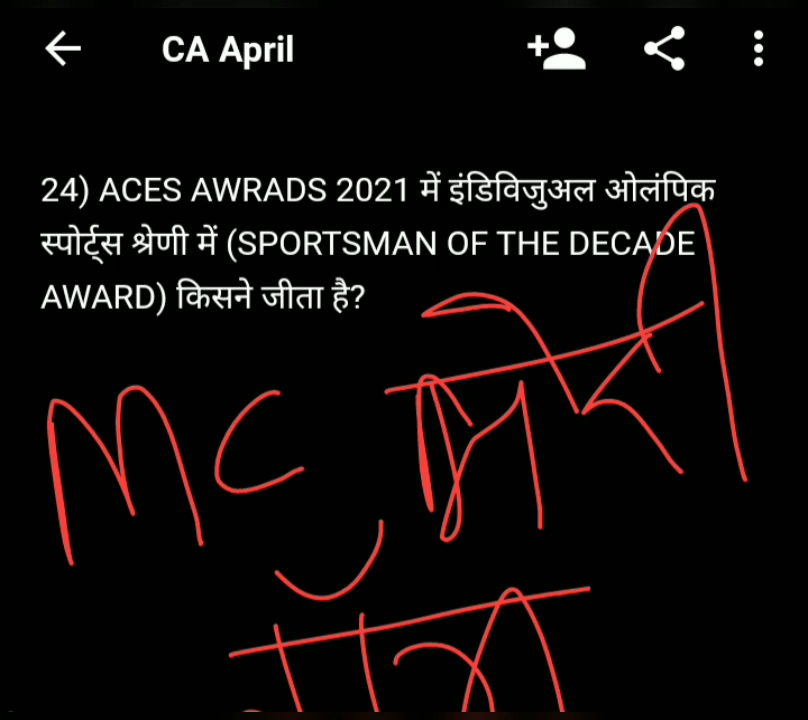 CA April
24) ACES AWRADS 2021 में इंडिविजुअल ओलंपिक
स्पोर्ट्स श्रेणी में (SPORTSMAN OF THE DECADE
AWARD) किसने जीता है?
MC मेरी